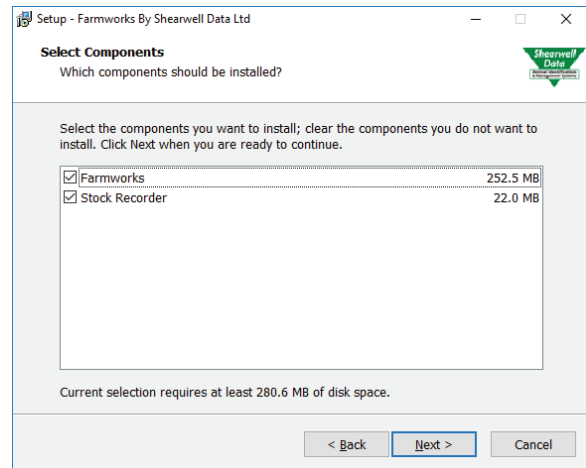 Setup - Farmworks By Shearwell Data Ltd
Select Components
Which components should be installed?
Shearwell
Data
Select the components you want to install; clear the components you do not want to
install. Click Next when you are ready to continue.
Farmworks 252.5 MB
Stock Recorder 22.0 MB
Current selection requires at least 280.6 MB of disk space.
< Back Next > Cancel